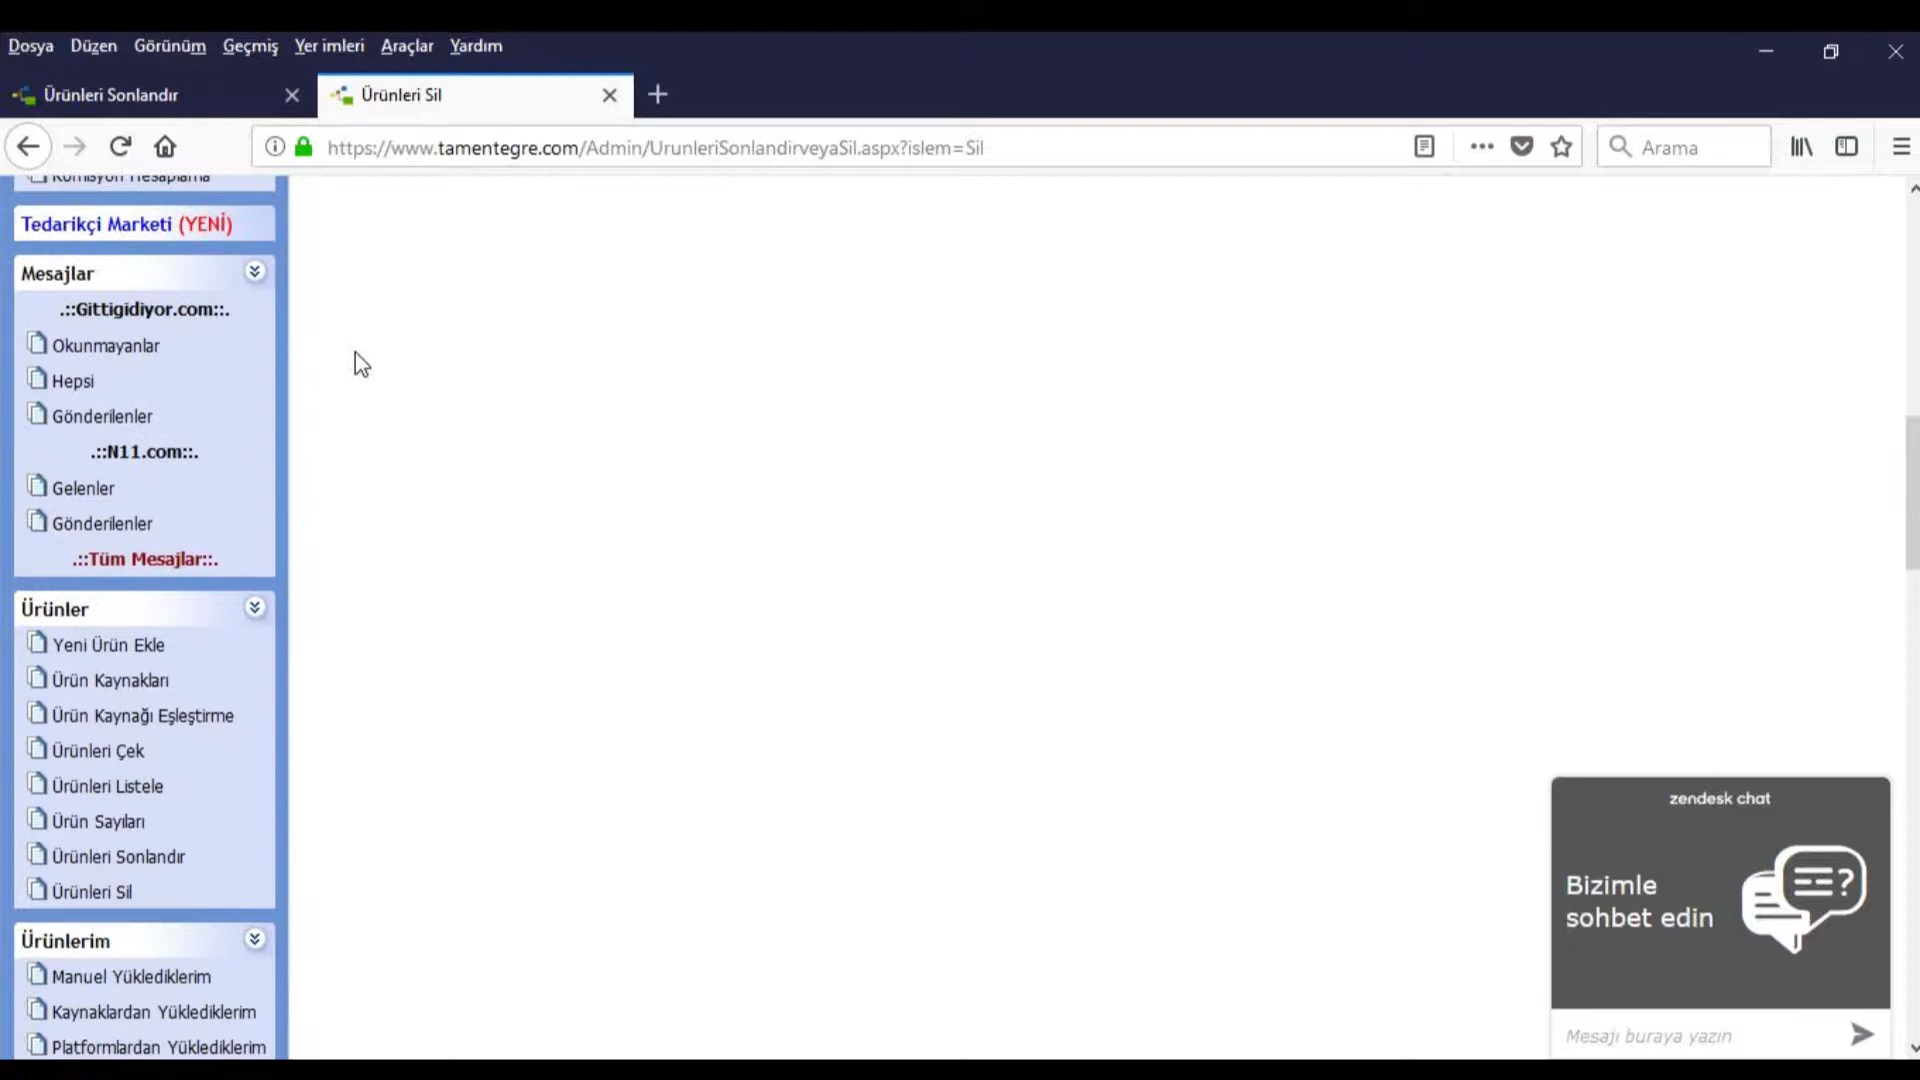 Dosya Düzen Görünüm Geçmiş Yer imleri Araçlar Yardım
Ürünleri Sonlandır
Ürünleri Sil
https://www.tamentegre.com/Admin/UrunleriSonlandirveyaSil.aspx?islem=Sil
Arama
Komisyon Hesaplama
Tedarikçi Marketi (YENİ)
Mesajlar
.::Gittigidiyor.com::.
Okunmayanlar
Hepsi
Gönderilenler
.::N11.com::.
Gelenler
Gönderilenler
.::Tüm Mesajlar::.
Ürünler
Yeni Ürün Ekle
Ürün Kaynakları
Ürün Kaynağı Eşleştirme
Ürünleri Çek
Ürünleri Listele
Ürün Sayıları
Ürünleri Sonlandır
Ürünleri Sil
Ürünlerim
Manuel Yüklediklerim
Kaynaklardan Yüklediklerim
Platformlardan Yüklediklerim
zendesk chat
Bizimle
sohbet edin
Mesajı buraya yazın